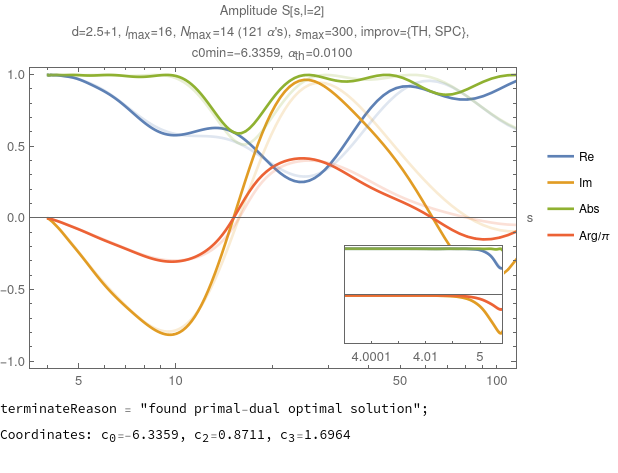 Amplitude S[s,l=2]
d=2.5+1, lmax=16, Nmax=14 (121 α's), smax=300, improv={TH, SPC},
c0min=−6.3359, αth=0.0100
1.0
0.5
0.0
−0.5
−1.0
5
10
50
100
s
Re
Im
Abs
Arg/π
4.0001
4.01
5
terminateReason = "found primal-dual optimal solution";
Coordinates: c0=-6.3359, c2=0.8711, c3=1.6964